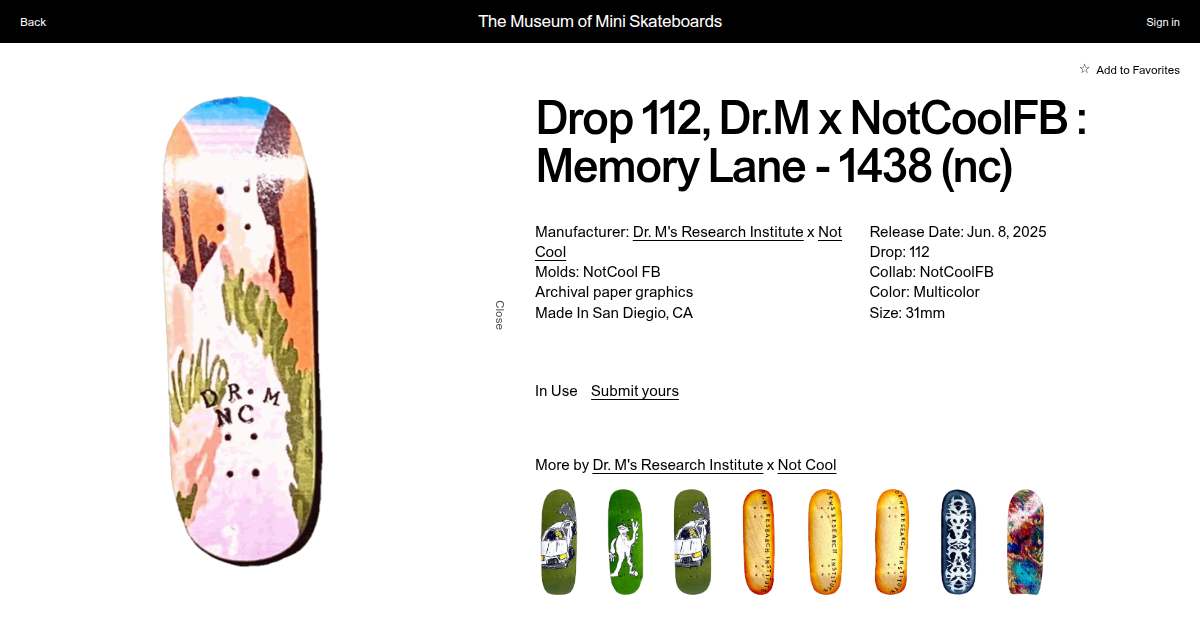 Back
The Museum of Mini Skateboards
Sign in
☆ Add to Favorites
Drop 112, Dr.M x NotCoolFB :
Memory Lane - 1438 (nc)
Manufacturer: Dr. M's Research Institute x Not
Cool
Molds: NotCool FB
Archival paper graphics
Made In San Diegio, CA
Release Date: Jun. 8, 2025
Drop: 112
Collab: NotCoolFB
Color: Multicolor
Size: 31mm
Close
DR. M
NC
In Use Submit yours
More by Dr. M's Research Institute x Not Cool